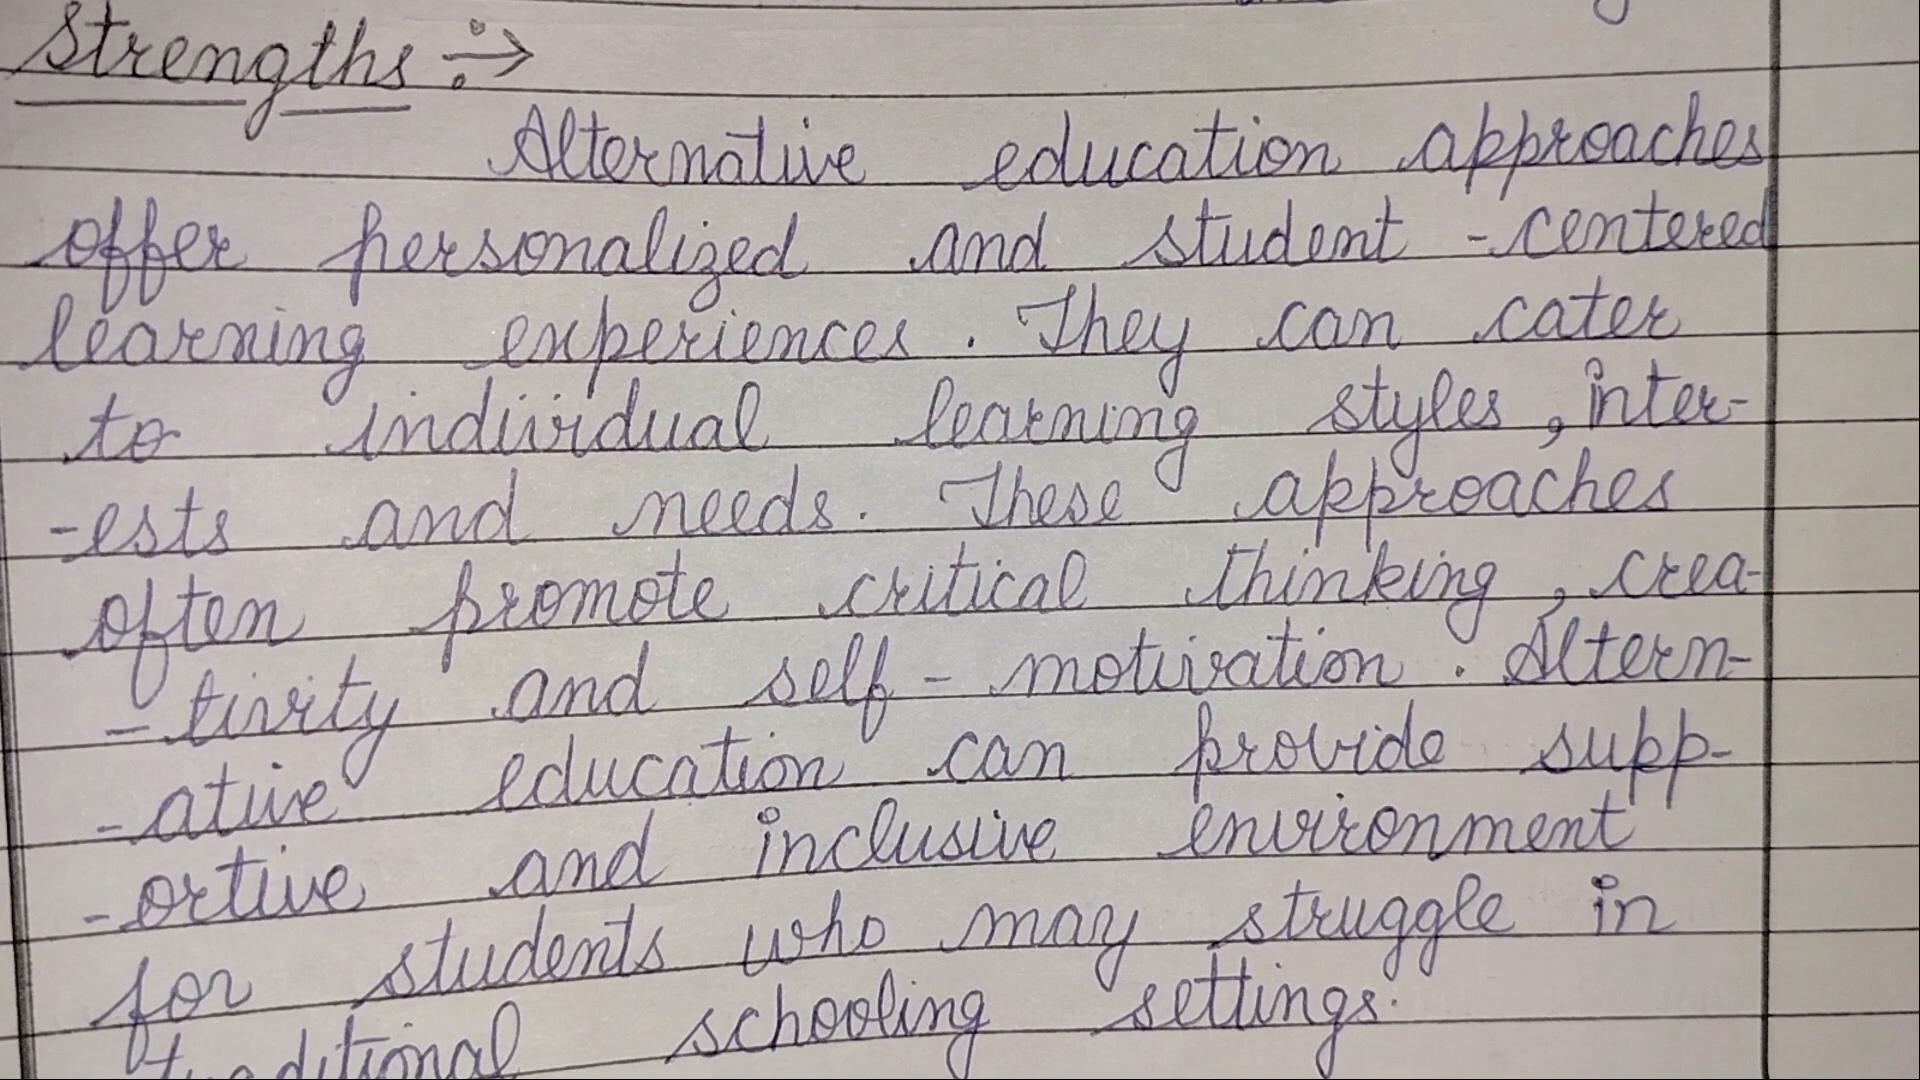 Strengths ÷>
Alternative education approaches
offer personalized and student -centered
learning experiences. They can cater
to individual learning styles, inter-
-ests and needs. These approaches
often promote critical thinking, crea-
-tivity and self-motivation. Altern-
-ative education can provide supp-
-ortive and inclusive environment
for students who may struggle in
traditional schooling settings.